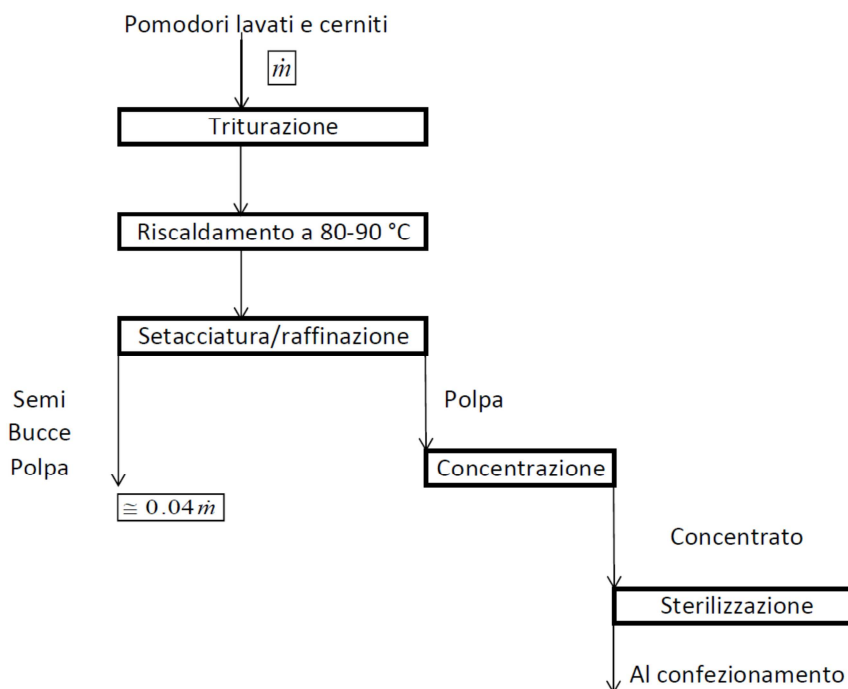 Pomodori lavati e cerniti
ṁ
Triturazione
Riscaldamento a 80-90 °C
Setacciatura/raffinazione
Semi
Bucce
Polpa
≅ 0.04 ṁ
Polpa
Concentrazione
Concentrato
Sterilizzazione
Al confezionamento